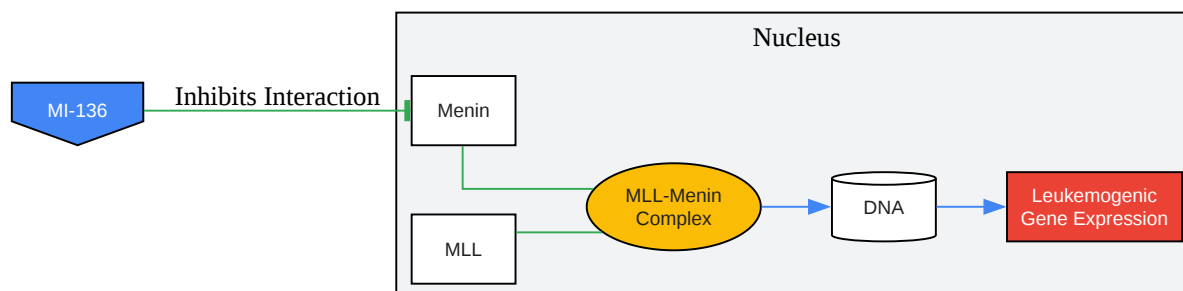 Nucleus
MI-136
Inhibits Interaction
Menin
MLL
MLL-Menin
Complex
DNA
Leukemogenic
Gene Expression